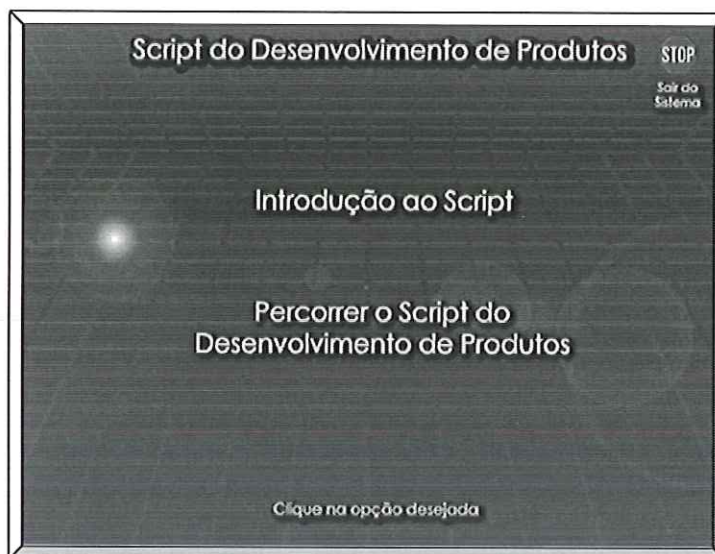 Script do Desenvolvimento de Produtos
STOP
Sair do
Sistema
Introdução ao Script
Percorrer o Script do
Desenvolvimento de Produtos
Clique na opção desejada